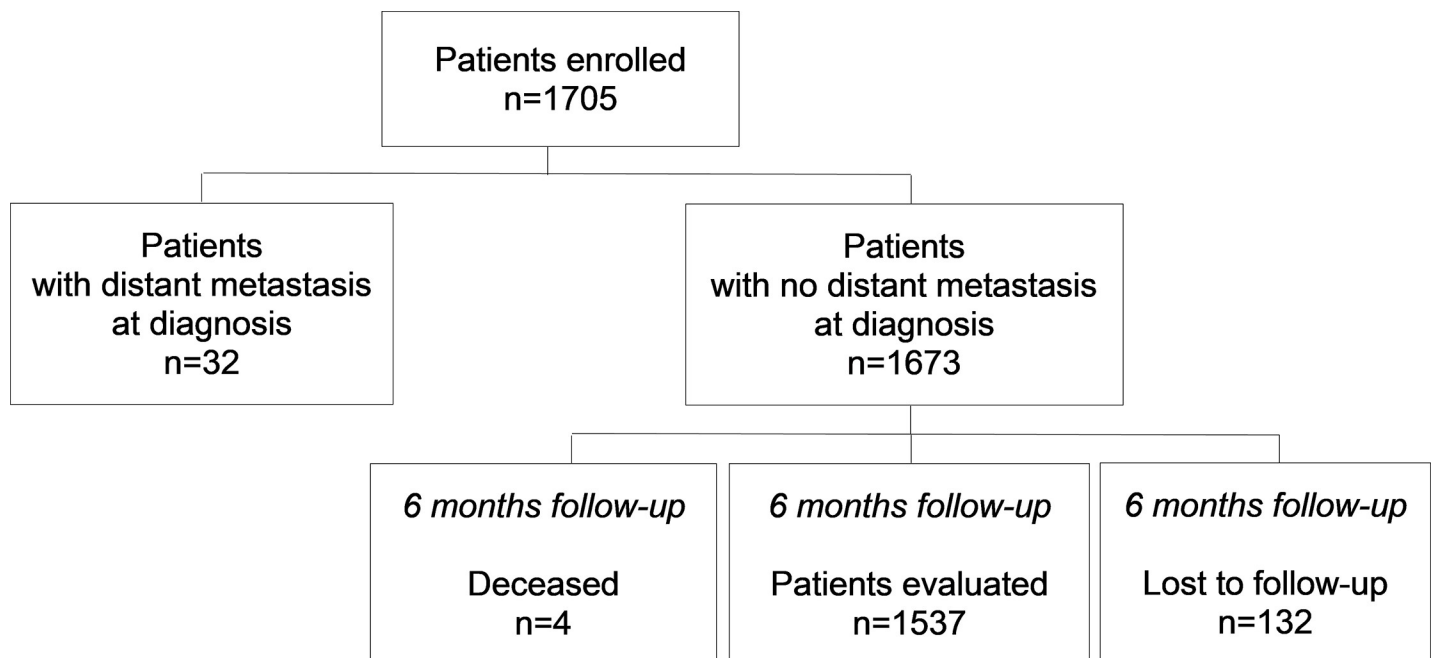 Patients enrolled
n=1705
Patients
with distant metastasis
at diagnosis
n=32
Patients
with no distant metastasis
at diagnosis
n=1673
6 months follow-up
Deceased
n=4
6 months follow-up
Patients evaluated
n=1537
6 months follow-up
Lost to follow-up
n=132